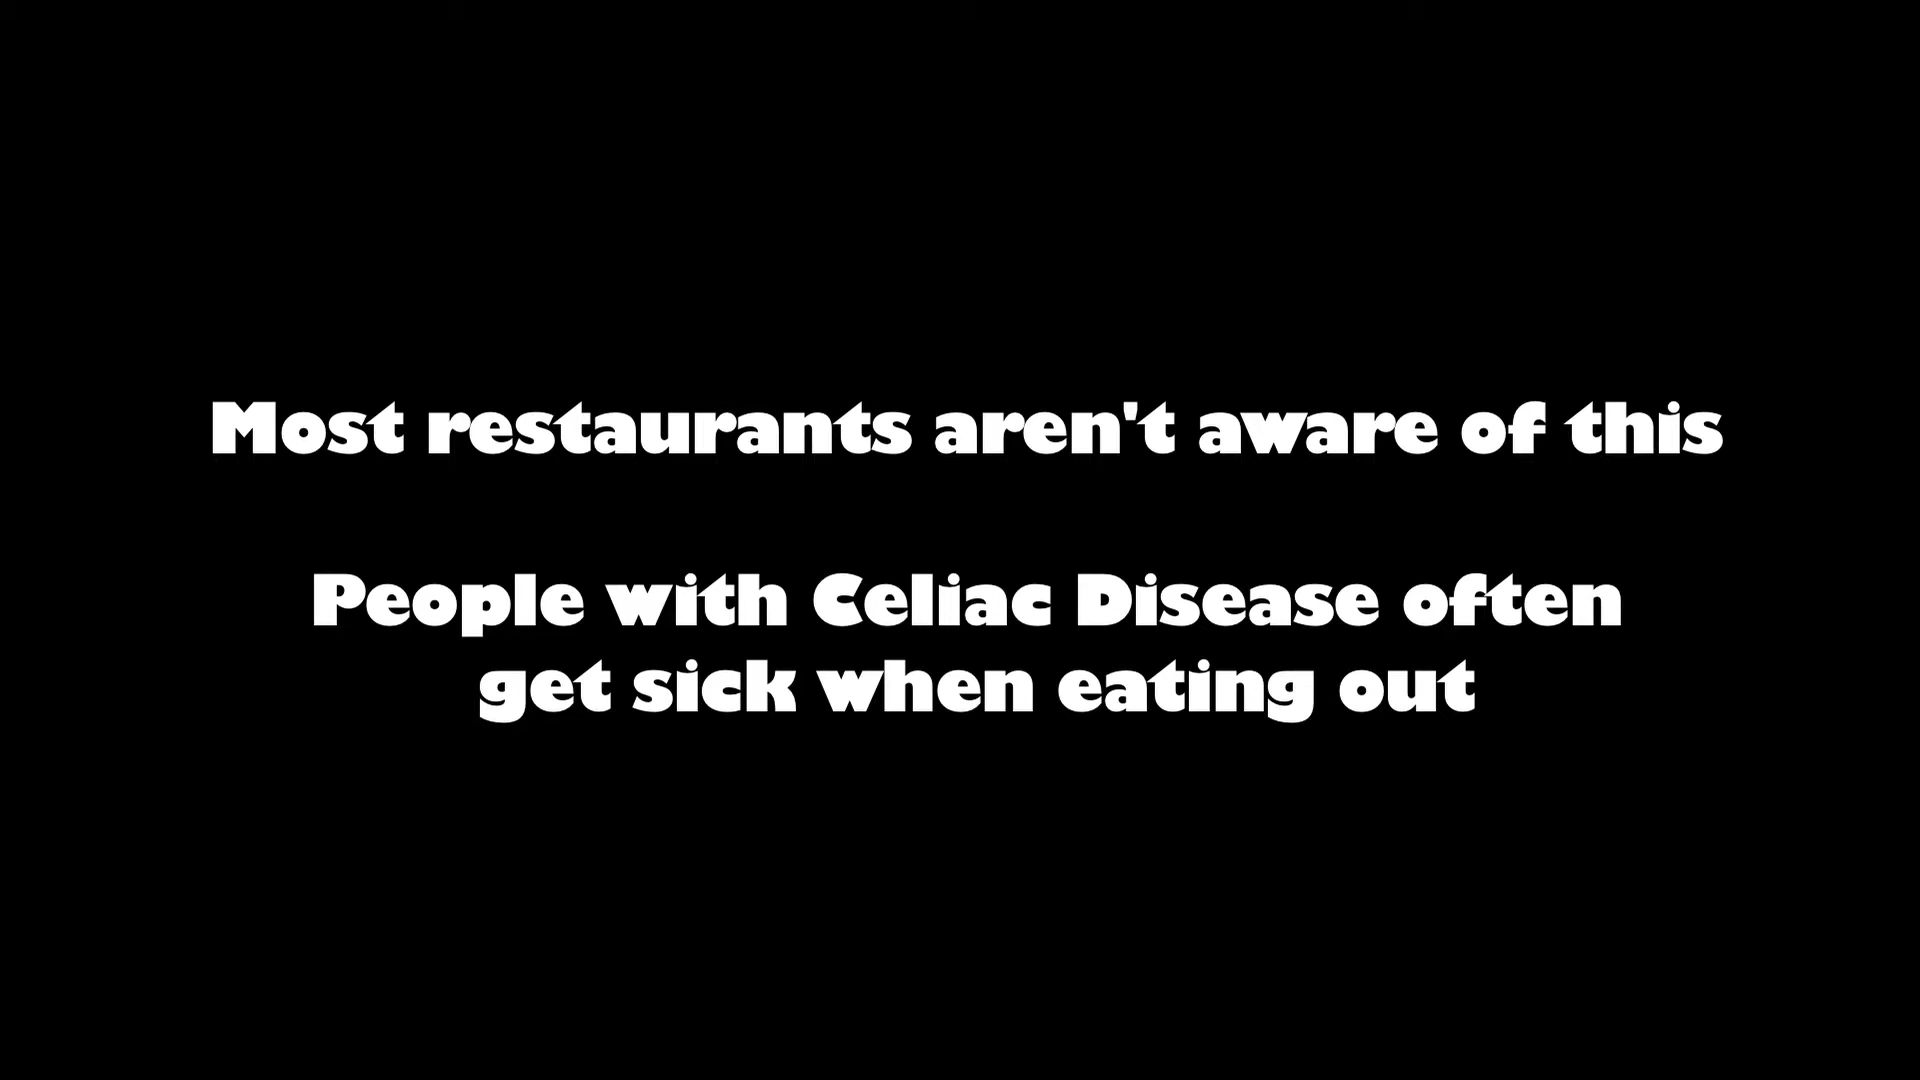 Most restaurants aren't aware of this
People with Celiac Disease often
get sick when eating out